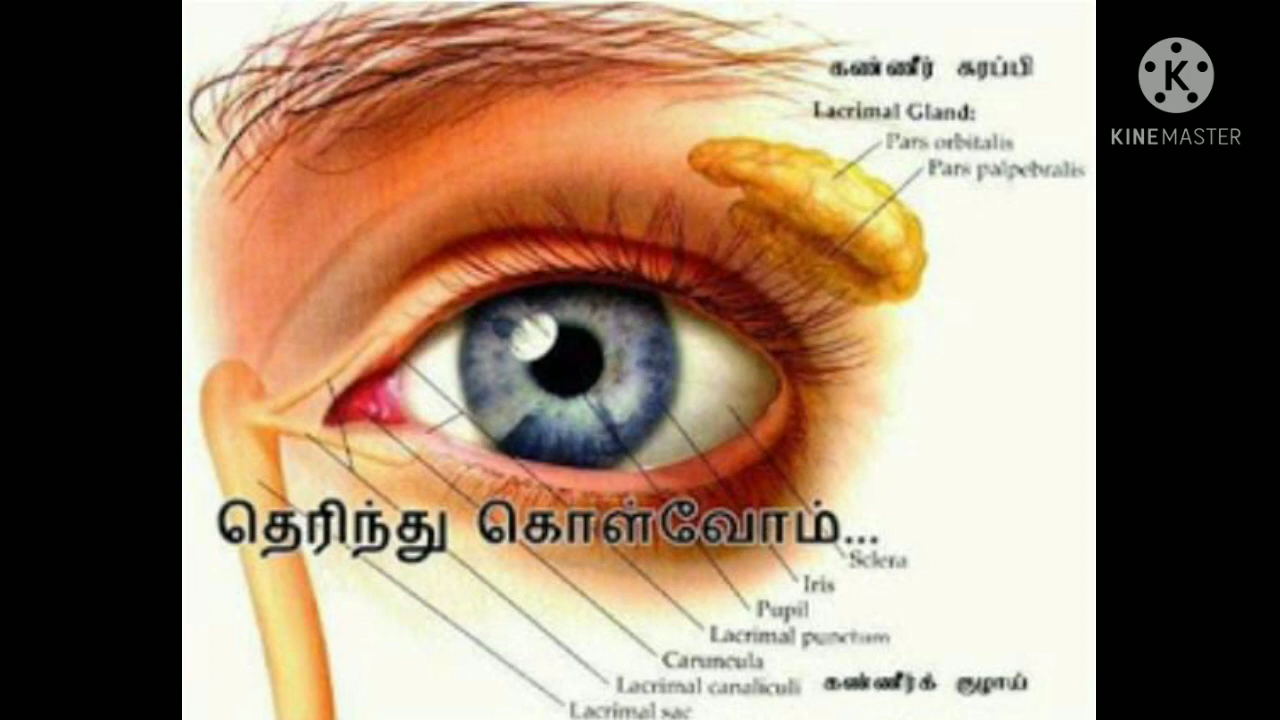 கண்ணீர் சுரப்பி
Lacrimal Gland:
Pars orbitalis
Pars palpebralis
KINEMASTER
தெரிந்து கொள்வோம்...
Sclera
Iris
Pupil
Lacrimal punctum
Caruncula
Lacrimal canaliculi
கண்ணீர்க் குழாய்
Lacrimal sac